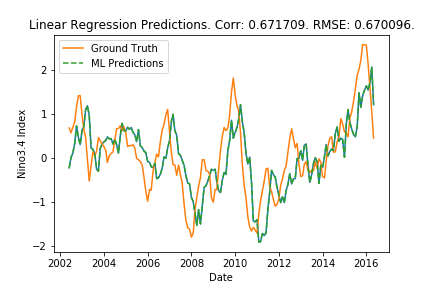 Linear Regression Predictions. Corr: 0.671709. RMSE: 0.670096.
Ground Truth
ML Predictions
2
1
0
−1
−2
Nino3.4 Index
2002 2004 2006 2008 2010 2012 2014 2016
Date